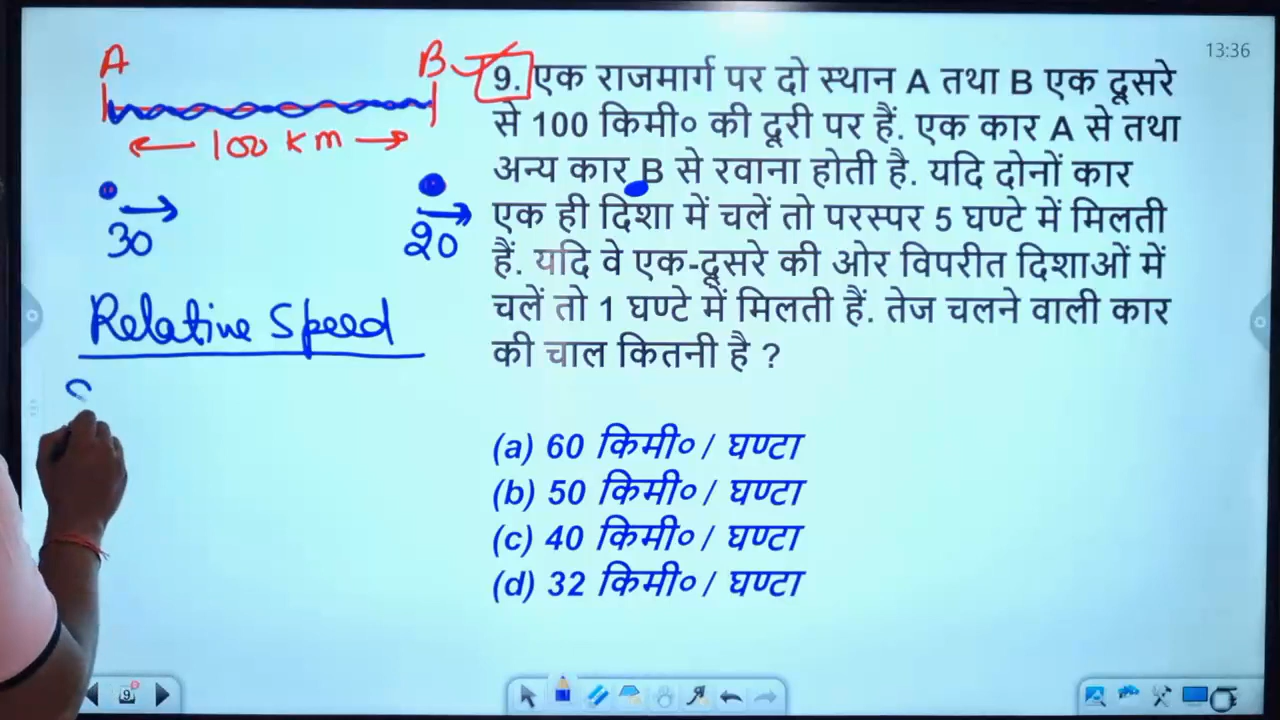 13:36
A B
100 km
30 20
Relative Speed
9. एक राजमार्ग पर दो स्थान A तथा B एक दूसरे
से 100 किमी० की दूरी पर हैं. एक कार A से तथा
अन्य कार B से रवाना होती है. यदि दोनों कार
एक ही दिशा में चलें तो परस्पर 5 घण्टे में मिलती
हैं. यदि वे एक-दूसरे की ओर विपरीत दिशाओं में
चलें तो 1 घण्टे में मिलती हैं. तेज चलने वाली कार
की चाल कितनी है ?
(a) 60 किमी० / घण्टा
(b) 50 किमी० / घण्टा
(c) 40 किमी० / घण्टा
(d) 32 किमी० / घण्टा
9